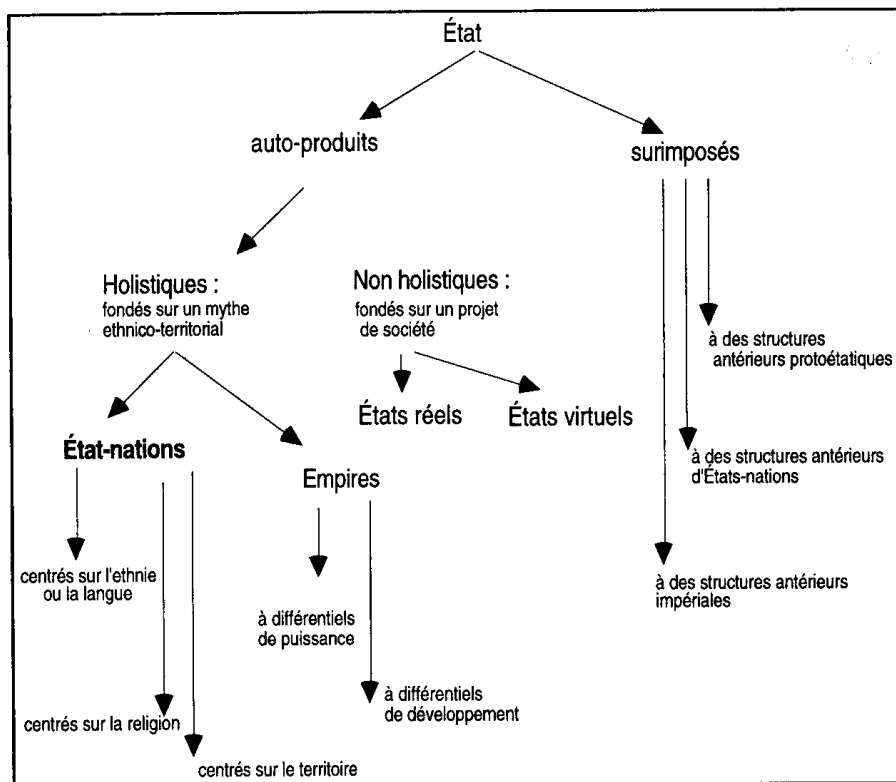 État
auto-produits
surimposés
Holistiques :
fondés sur un mythe
ethnico-territorial
Non holistiques :
fondés sur un projet
de société
à des structures
antérieurs protoétatiques
États réels
États virtuels
État-nations
Empires
à des structures antérieurs
d'États-nations
centrés sur l'ethnie
ou la langue
à des structures antérieurs
impériales
à différentiels
de puissance
à différentiels
de développement
centrés sur la religion
centrés sur le territoire